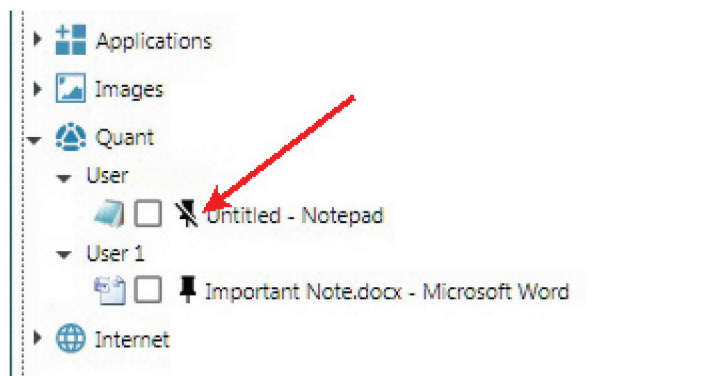 Applications
Images
Quant
User
Untitled - Notepad
User 1
Important Note.docx - Microsoft Word
Internet